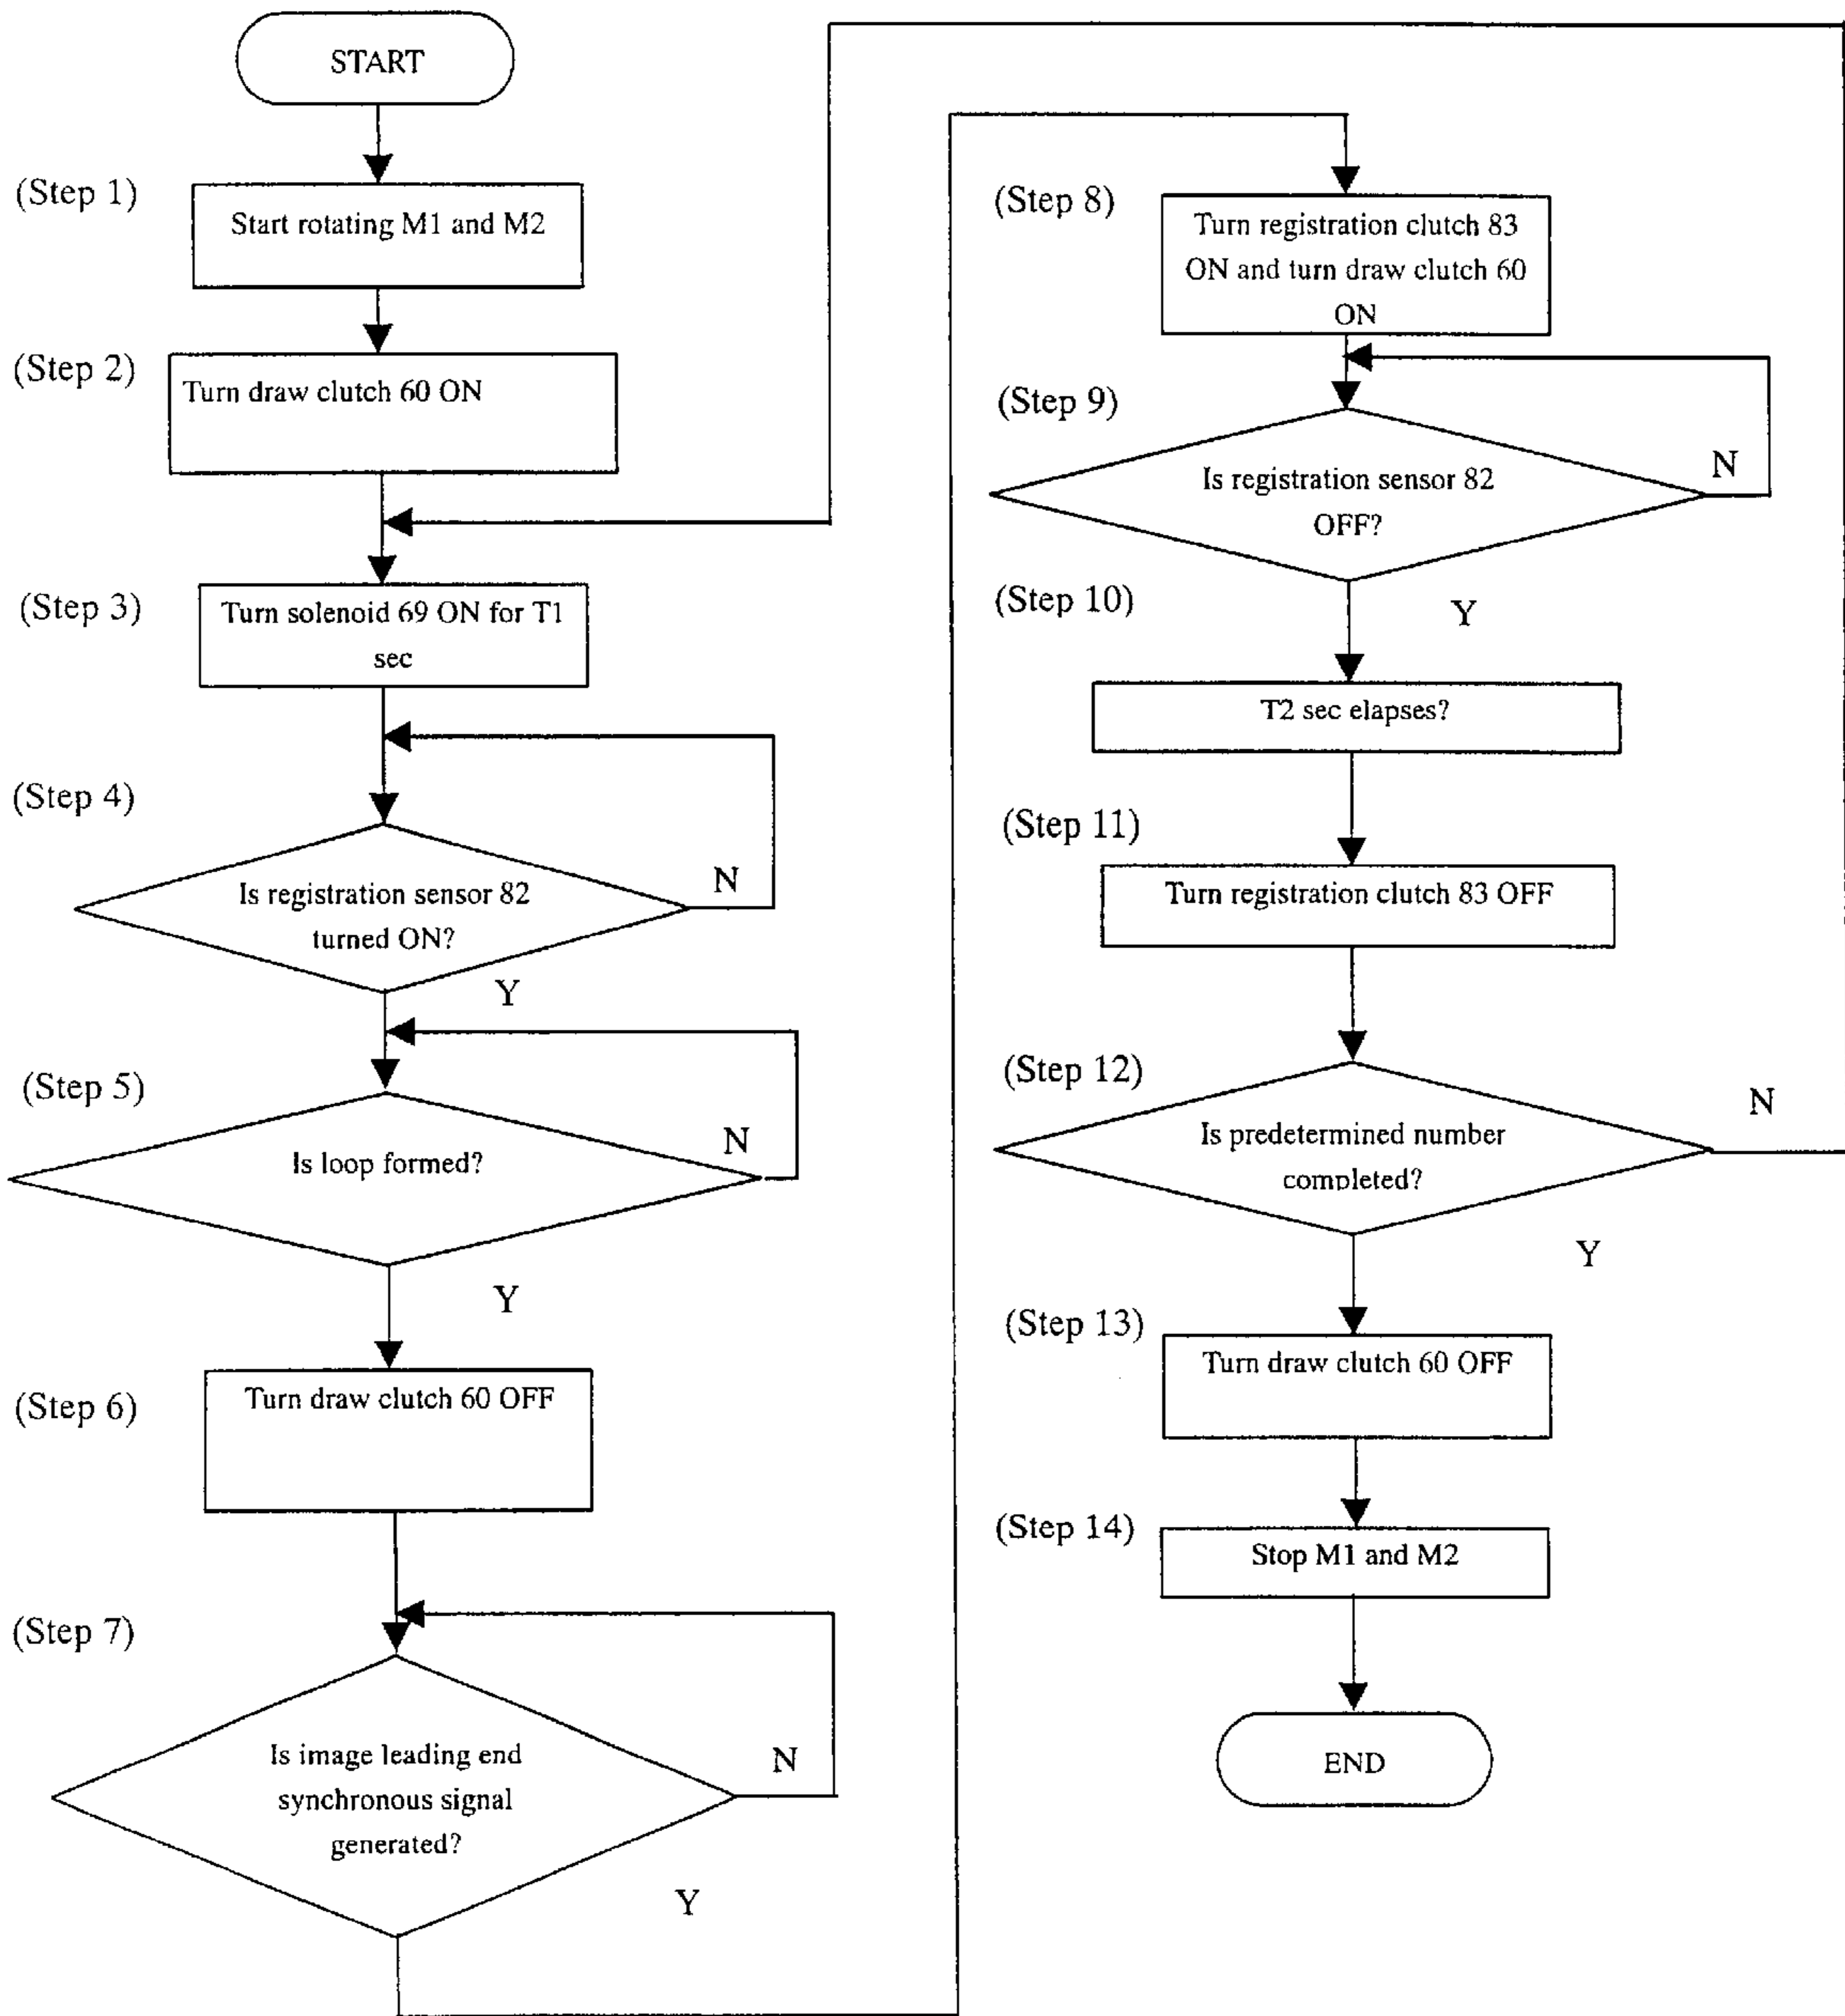 START
(Step 1)
Start rotating M1 and M2
(Step 2)
Turn draw clutch 60 ON
(Step 3)
Turn solenoid 69 ON for T1
sec
(Step 4)
Is registration sensor 82
turned ON?
N
Y
(Step 5)
Is loop formed?
N
Y
(Step 6)
Turn draw clutch 60 OFF
(Step 7)
Is image leading end
synchronous signal
generated?
N
Y
(Step 8)
Turn registration clutch 83
ON and turn draw clutch 60
ON
(Step 9)
Is registration sensor 82
OFF?
N
(Step 10)
Y
T2 sec elapses?
(Step 11)
Turn registration clutch 83 OFF
(Step 12)
Is predetermined number
completed?
N
Y
(Step 13)
Turn draw clutch 60 OFF
(Step 14)
Stop M1 and M2
END